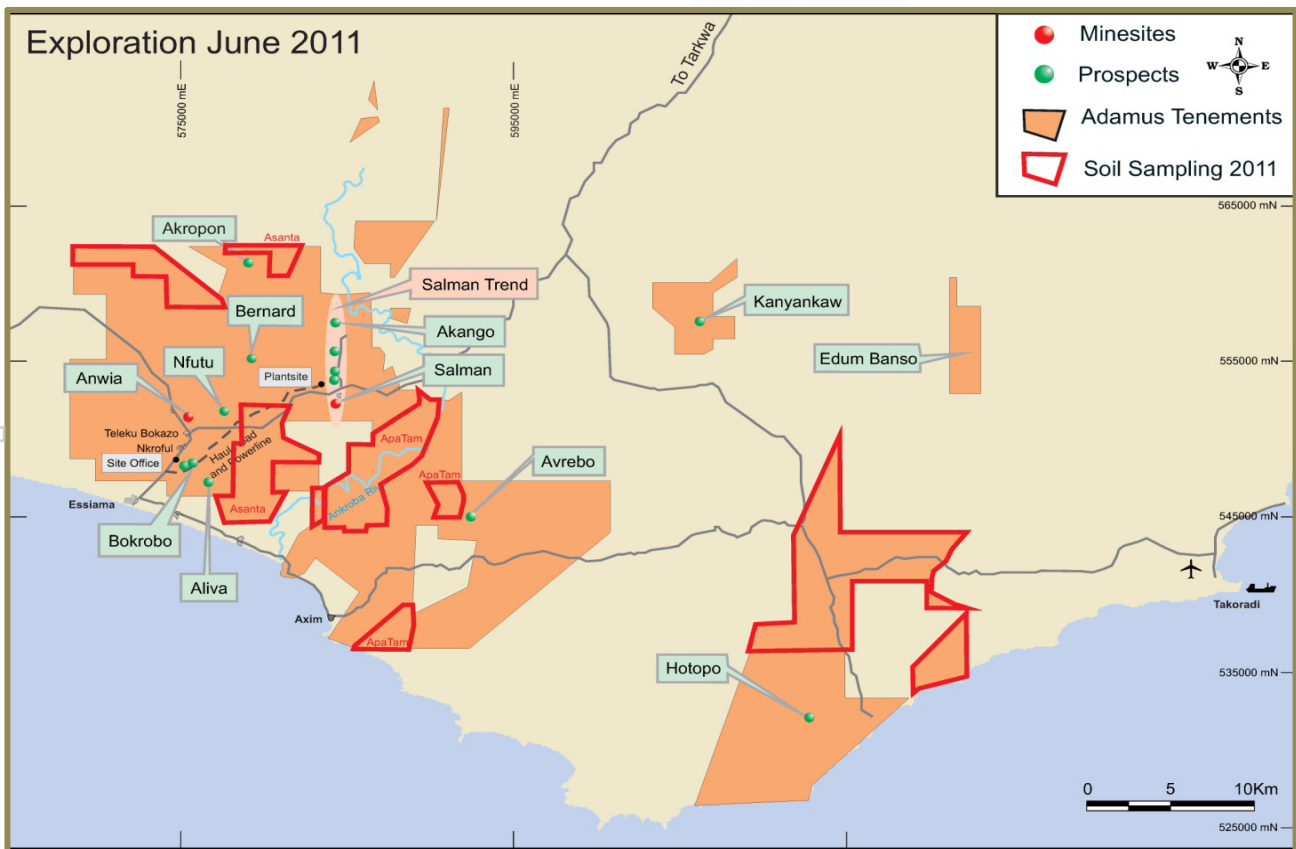 Exploration June 2011
Minesites
Prospects
Adamus Tenements
Soil Sampling 2011
N
W
E
S
To Tarkwa
575000 mE
595000 mE
565000 mN
Akropon
Asanta
Salman Trend
Bernard
Akango
Kanyankaw
Nfutu
Edum Banso
555000 mN
Anwia
Plantsite
Salman
Teleku Bokazo
Nkroful
Site Office
Haul Road
and Powerline
ApaTam
Essiama
Asanta
Ankroba Riv
ApaTam
Avrebo
545000 mN
Bokrobo
Aliva
Axim
ApaTam
Takoradi
Hotopo
535000 mN
0 5 10Km
525000 mN